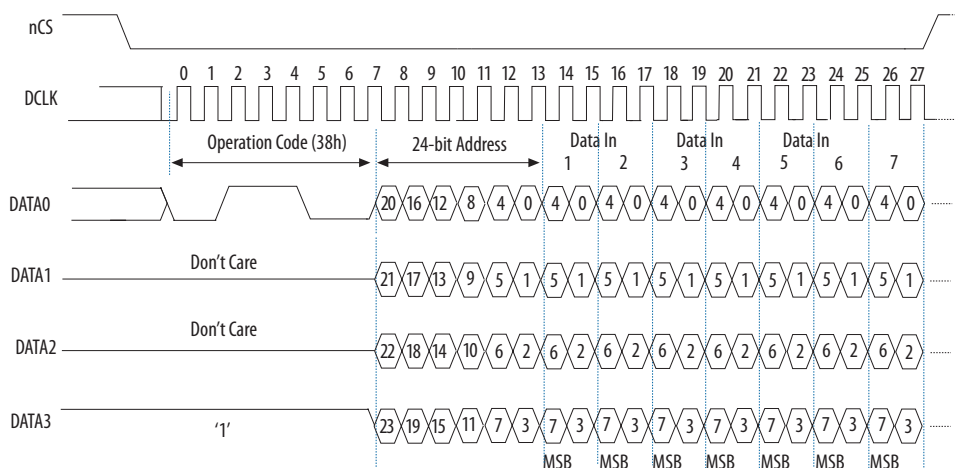 nCS
0 1 2 3 4 5 6 7 8 9 10 11 12 13 14 15 16 17 18 19 20 21 22 23 24 25 26 27
DCLK
Operation Code (38h) 24-bit Address Data In Data In Data In
1 2 3 4 5 6 7
DATA0 20 16 12 8 4 0 4 0 4 0 4 0 4 0 4 0 4 0 4 0
Don't Care
DATA1 21 17 13 9 5 1 5 1 5 1 5 1 5 1 5 1 5 1 5 1
Don't Care
DATA2 22 18 14 10 6 2 6 2 6 2 6 2 6 2 6 2 6 2 6 2
DATA3 '1' 23 19 15 11 7 3 7 3 7 3 7 3 7 3 7 3 7 3 7 3
MSB MSB MSB MSB MSB MSB MSB